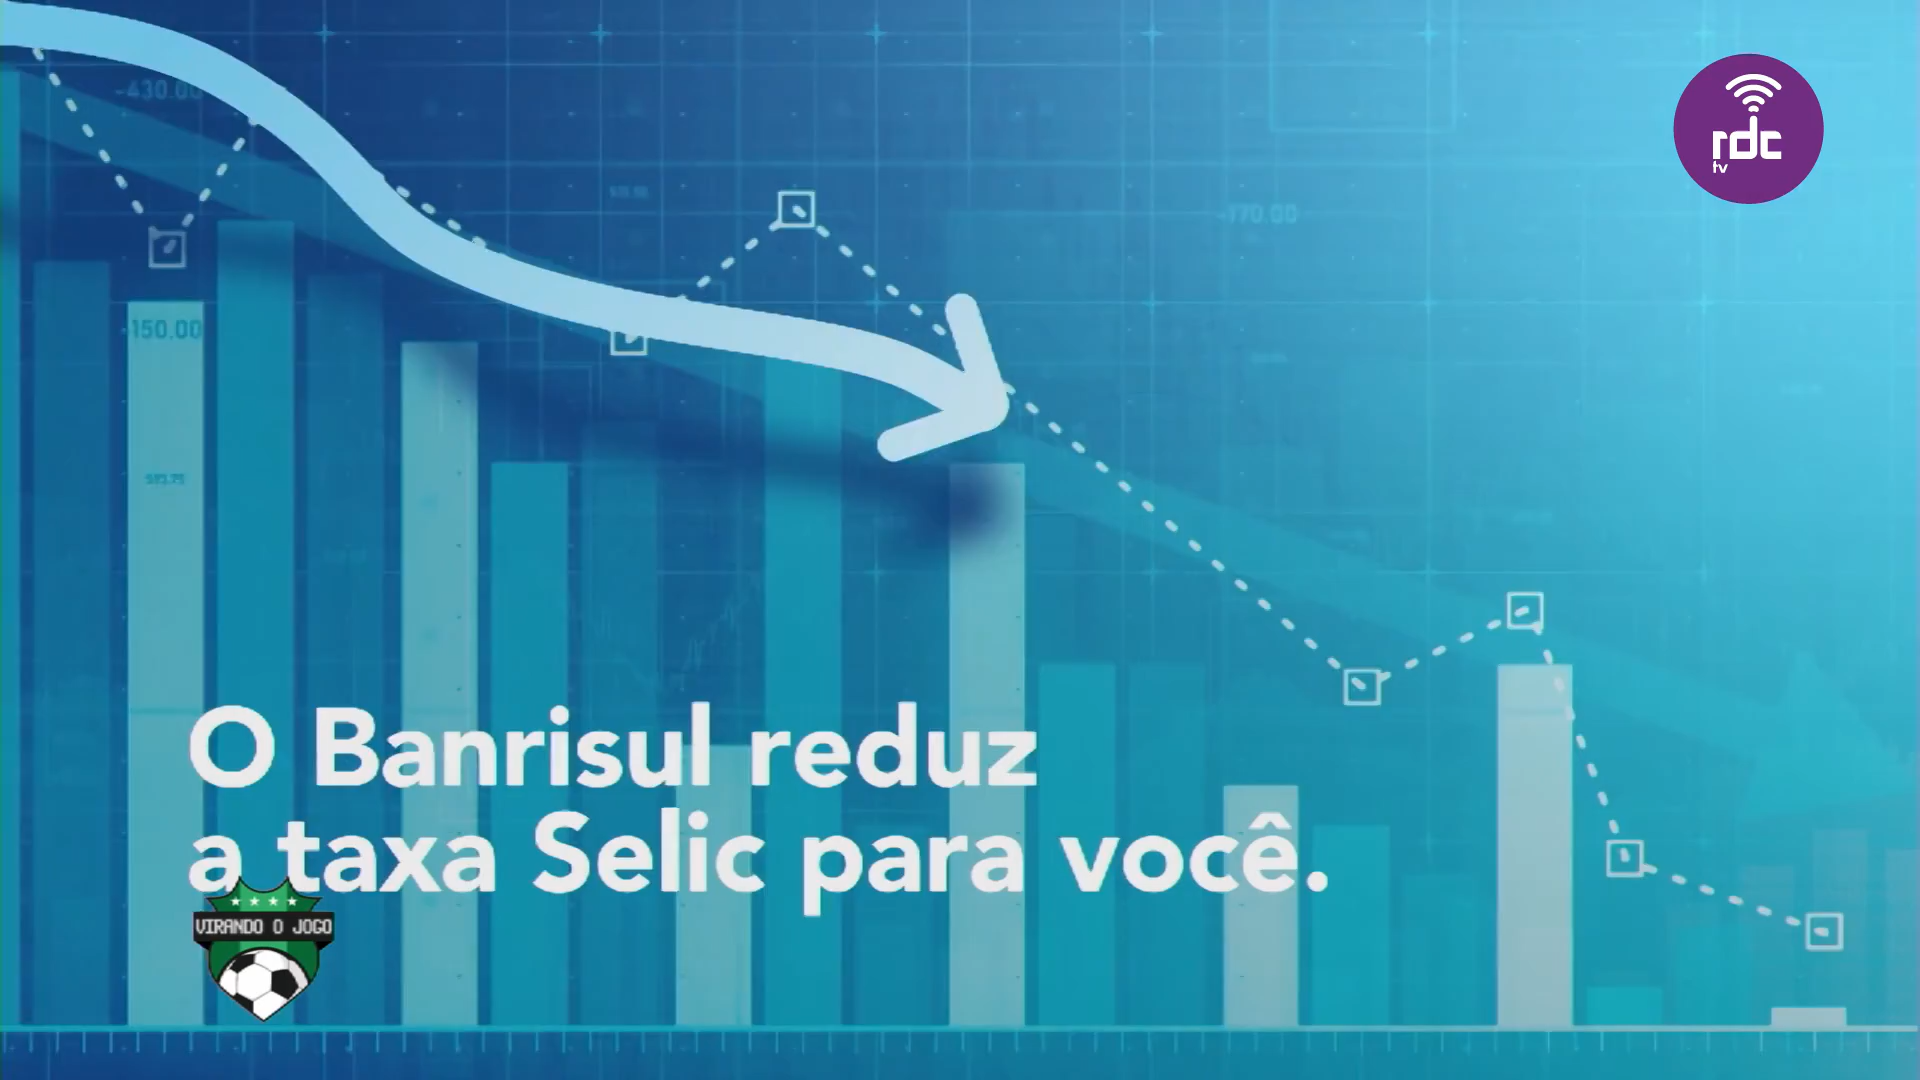 -430.00
rdc
tv
-170.00
-150.00
O Banrisul reduz
a taxa Selic para você.
VIRANDO O JOGO